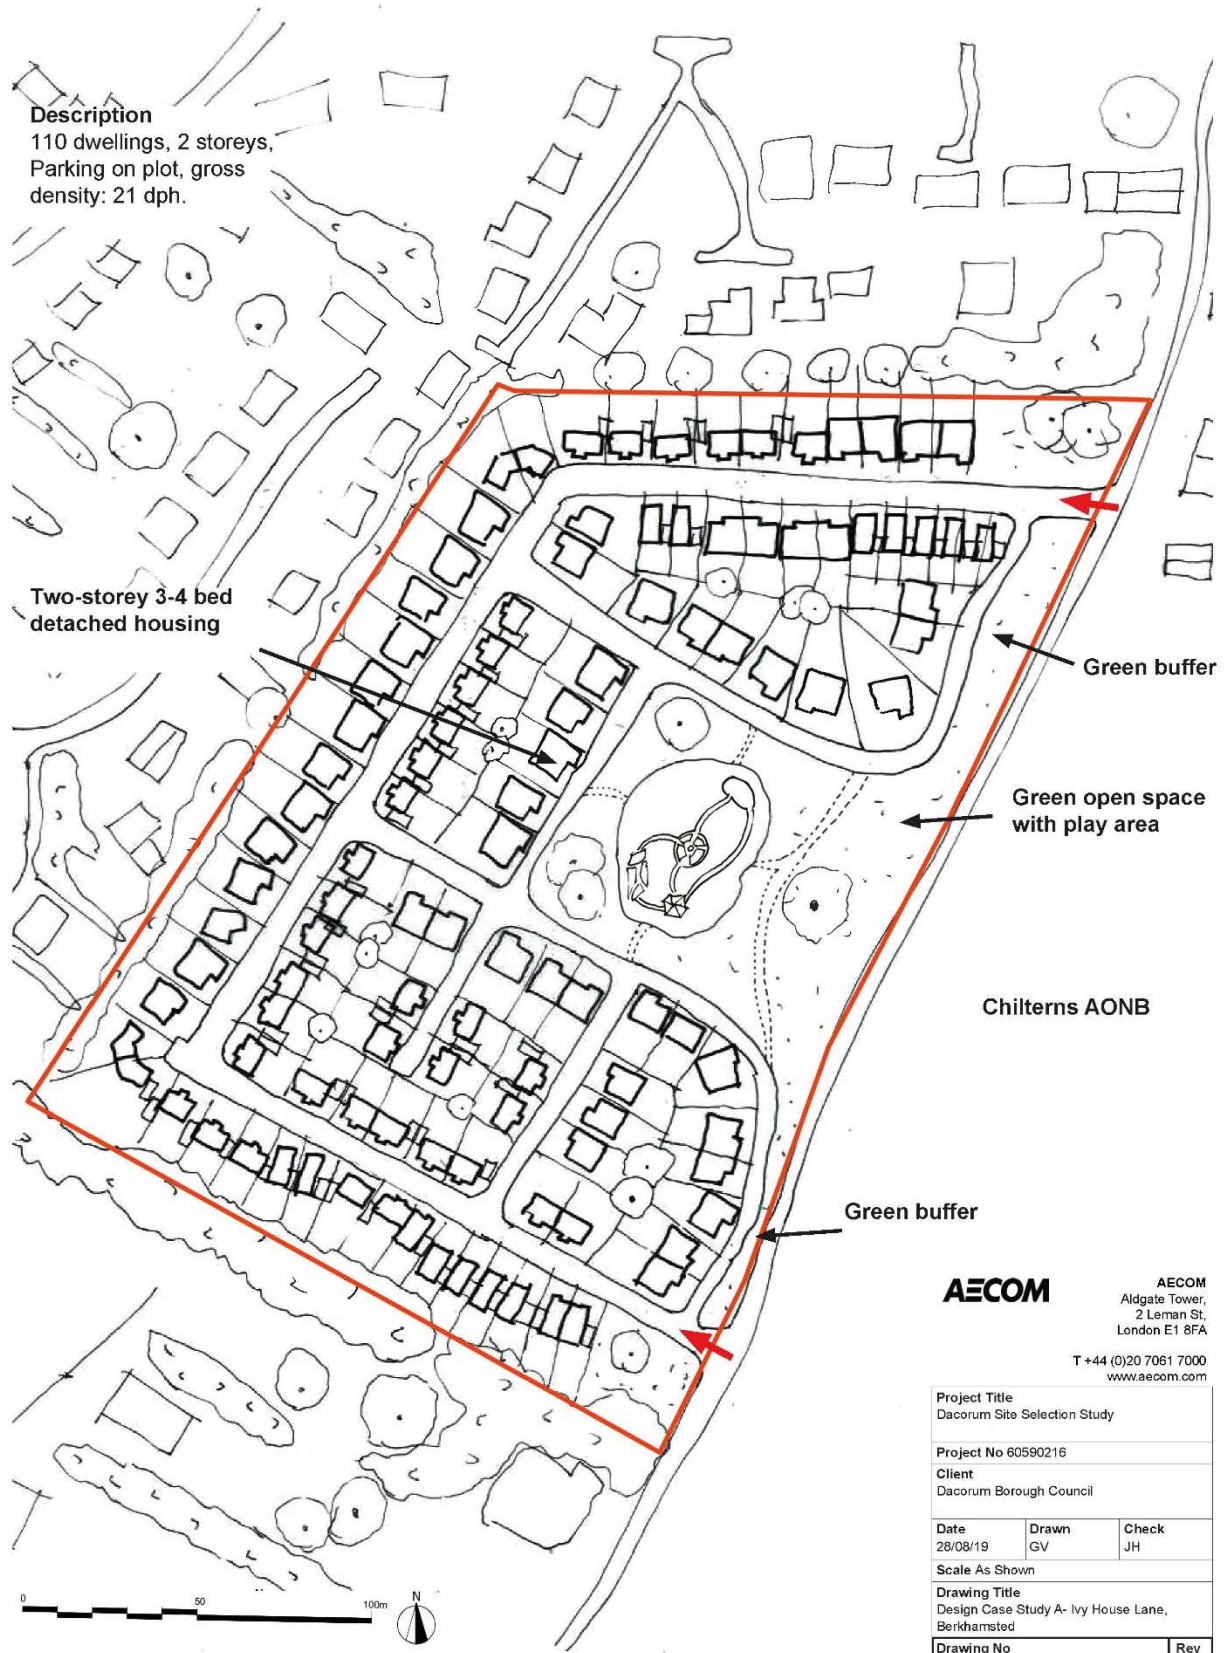 Description
110 dwellings, 2 storeys,
Parking on plot, gross
density: 21 dph.
Two-storey 3-4 bed
detached housing
Green buffer
Green open space
with play area
Chilterns AONB
Green buffer
AECOM
AECOM
Aldgate Tower,
2 Leman St,
London E1 8FA
T +44 (0)20 7061 7000
www.aecom.com
Project Title
Dacorum Site Selection Study
Project No 60590216
Client
Dacorum Borough Council
Date Drawn Check
28/08/19 GV JH
Scale As Shown
Drawing Title
Design Case Study A- Ivy House Lane,
Berkhamsted
Drawing No Rev
0 50 100m
N